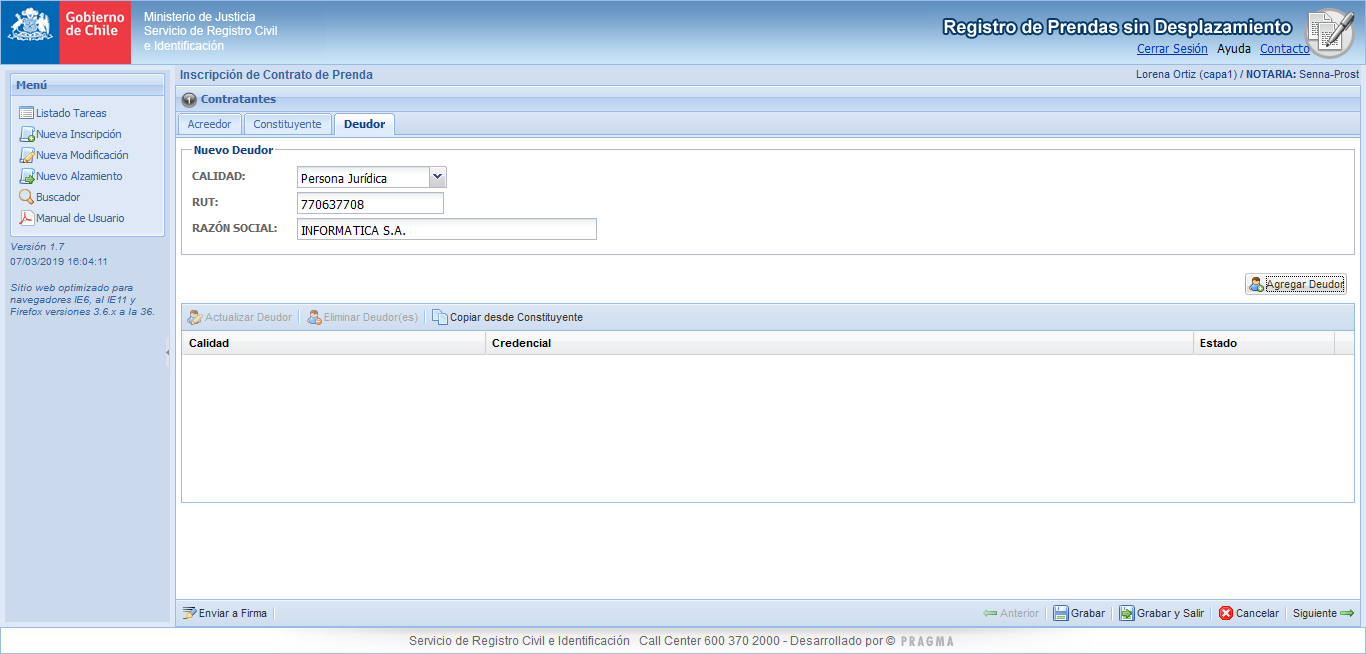 Gobierno
de Chile
Ministerio de Justicia
Servicio de Registro Civil
e Identificación
Registro de Prendas sin Desplazamiento
Cerrar Sesión Ayuda Contacto
Menú
Listado Tareas
Nueva Inscripción
Nueva Modificación
Nuevo Alzamiento
Buscador
Manual de Usuario
Versión 1.7
07/03/2019 16:04:11
Sitio web optimizado para
navegadores IE6, al IE11 y
Firefox versiones 3.6.x a la 36.
Inscripción de Contrato de Prenda
Lorena Ortiz (capa1) / NOTARIA: Senna-Prost
Contratantes
Acreedor Constituyente Deudor
Nuevo Deudor
CALIDAD: Persona Jurídica
RUT: 770637708
RAZÓN SOCIAL: INFORMATICA S.A.
Agregar Deudor
Actualizar Deudor Eliminar Deudor(es) Copiar desde Constituyente
Calidad Credencial Estado
Enviar a Firma Anterior Grabar Grabar y Salir Cancelar Siguiente
Servicio de Registro Civil e Identificación Call Center 600 370 2000 - Desarrollado por © PRAGMA